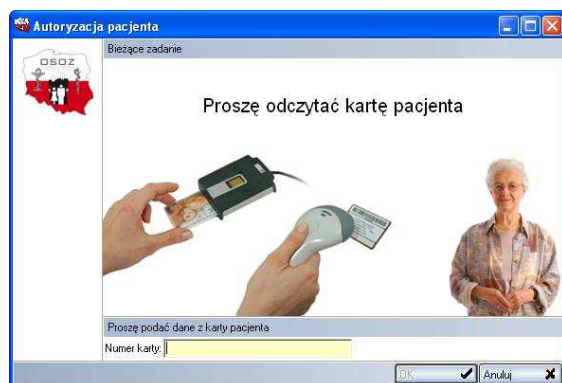 Autoryzacja pacjenta
OSOZ
Bieżące zadanie
Proszę odczytać kartę pacjenta
Proszę podać dane z karty pacjenta
Numer karty:
OK
Anuluj